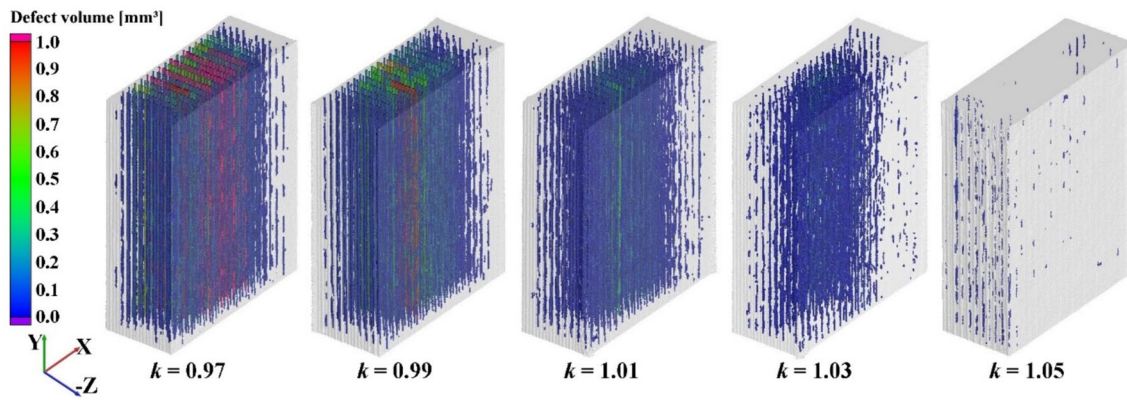 Defect volume [mm³]
1.0
0.9
0.8
0.7
0.6
0.5
0.4
0.3
0.2
0.1
0.0
Y
X
-Z
k = 0.97
k = 0.99
k = 1.01
k = 1.03
k = 1.05